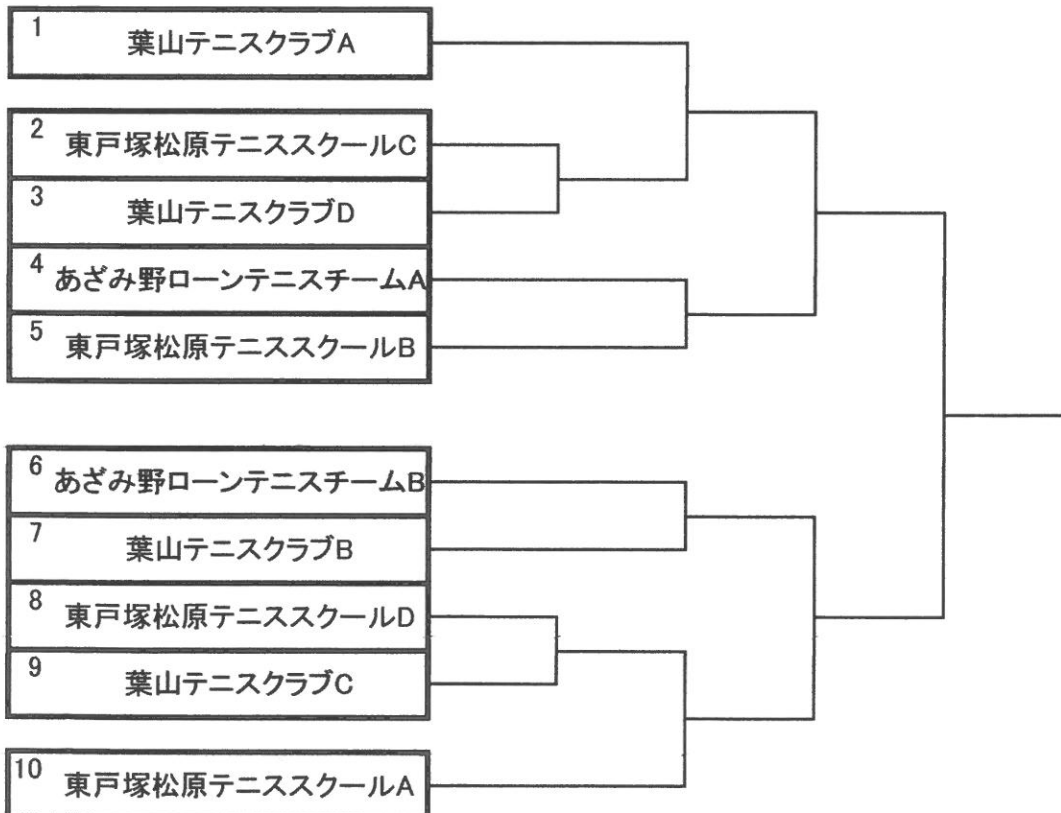 1 葉山テニスクラブA
2 東戸塚松原テニススクールC
3 葉山テニスクラブD
4 あざみ野ローンテニスチームA
5 東戸塚松原テニススクールB
6 あざみ野ローンテニスチームB
7 葉山テニスクラブB
8 東戸塚松原テニススクールD
9 葉山テニスクラブC
10 東戸塚松原テニススクールA